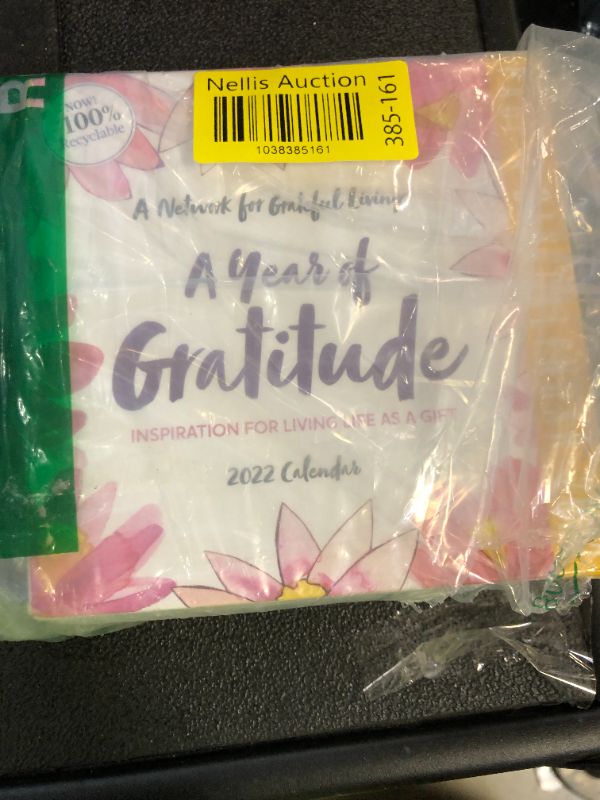 Nellis Auction
1038385161
385-161
NOW!
100%
Recyclable
A Network for Grateful Living
A Year of
Gratitude
INSPIRATION FOR LIVING LIFE AS A GIFT
2022 Calendar